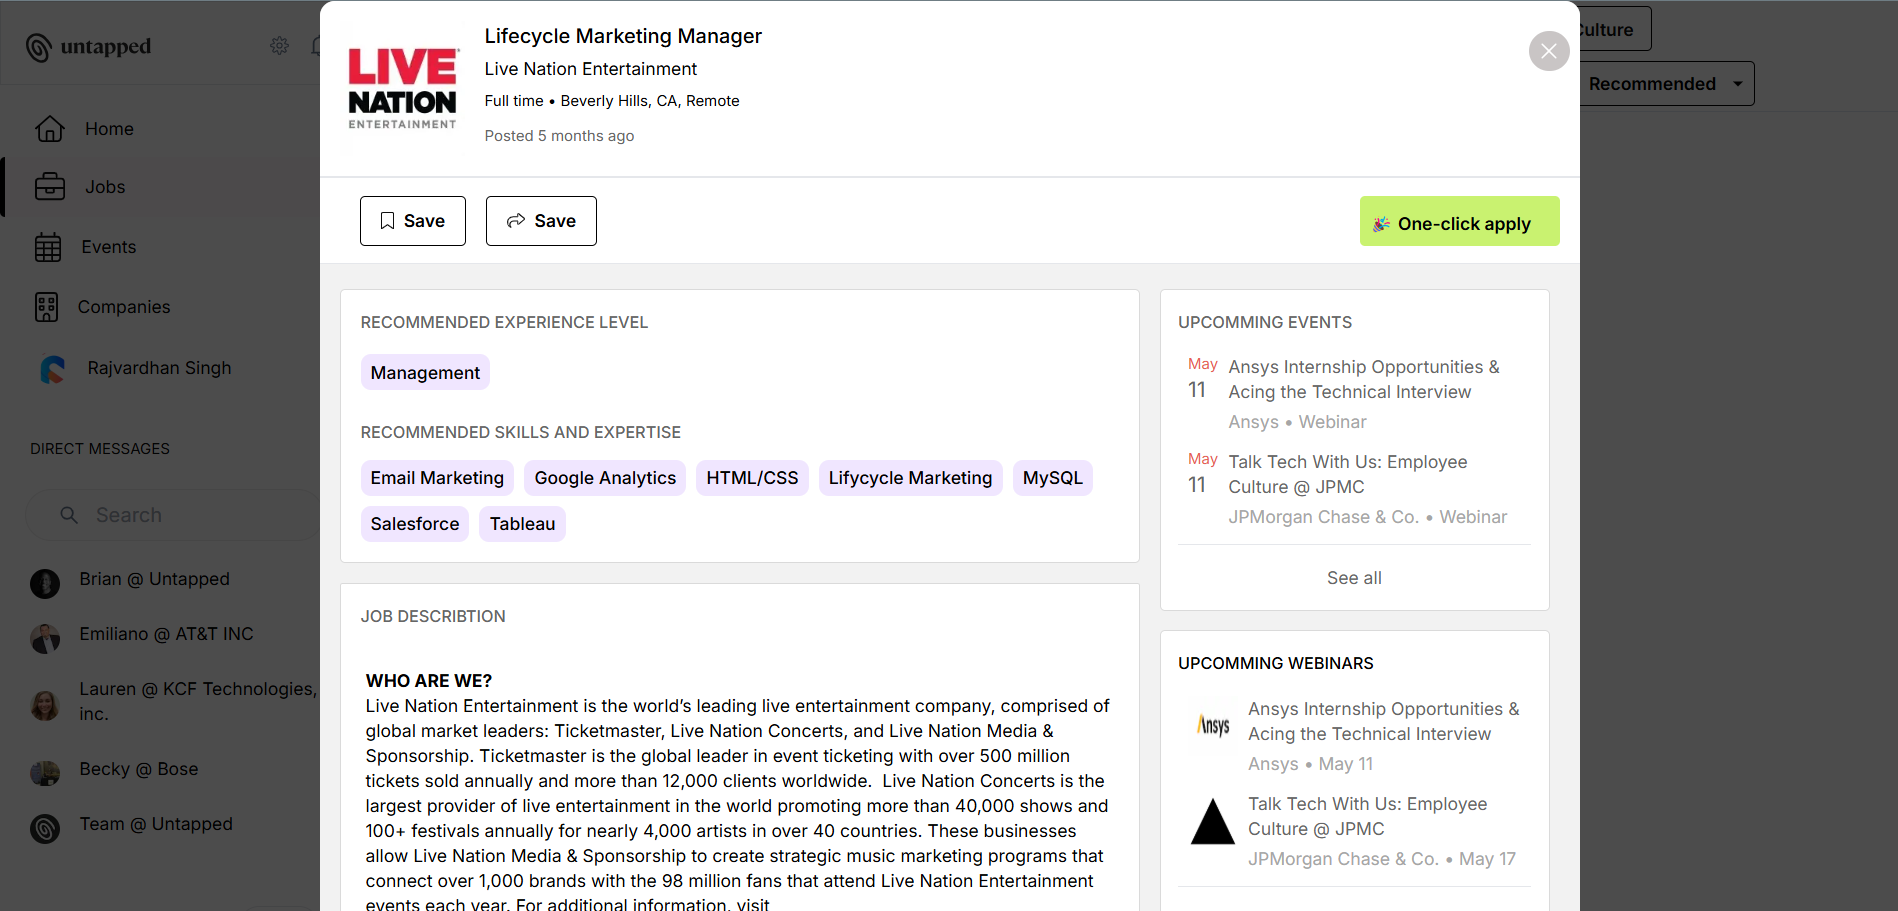 untapped
Home
Jobs
Events
Companies
Rajvardhan Singh
DIRECT MESSAGES
Search
Brian @ Untapped
Emiliano @ AT&T INC
Lauren @ KCF Technologies,
inc.
Becky @ Bose
Team @ Untapped
LIVE
NATION
ENTERTAINMENT
Lifecycle Marketing Manager
Live Nation Entertainment
Full time • Beverly Hills, CA, Remote
Posted 5 months ago
Culture
Recommended
Save
Save
One-click apply
RECOMMENDED EXPERIENCE LEVEL
Management
RECOMMENDED SKILLS AND EXPERTISE
Email Marketing Google Analytics HTML/CSS Lifycycle Marketing MySQL
Salesforce Tableau
JOB DESCRIBTION
WHO ARE WE?
Live Nation Entertainment is the world’s leading live entertainment company, comprised of
global market leaders: Ticketmaster, Live Nation Concerts, and Live Nation Media &
Sponsorship. Ticketmaster is the global leader in event ticketing with over 500 million
tickets sold annually and more than 12,000 clients worldwide.  Live Nation Concerts is the
largest provider of live entertainment in the world promoting more than 40,000 shows and
100+ festivals annually for nearly 4,000 artists in over 40 countries. These businesses
allow Live Nation Media & Sponsorship to create strategic music marketing programs that
connect over 1,000 brands with the 98 million fans that attend Live Nation Entertainment
events each year. For additional information, visit
UPCOMMING EVENTS
May
11
Ansys Internship Opportunities &
Acing the Technical Interview
Ansys • Webinar
May
11
Talk Tech With Us: Employee
Culture @ JPMC
JPMorgan Chase & Co. • Webinar
See all
UPCOMMING WEBINARS
Ansys
Ansys Internship Opportunities &
Acing the Technical Interview
Ansys • May 11
Talk Tech With Us: Employee
Culture @ JPMC
JPMorgan Chase & Co. • May 17